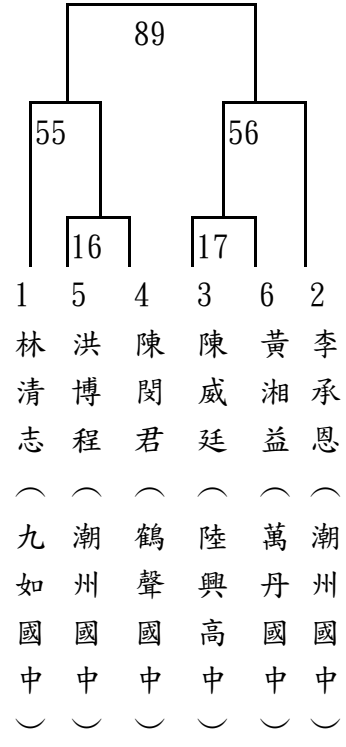 89
55
56
16
17
1
5
4
3
6
2
林清志（九如國中）
洪博程（潮州國中）
陳閔君（鶴聲國中）
陳威廷（陸興高中）
黃湘益（萬丹國中）
李承恩（潮州國中）